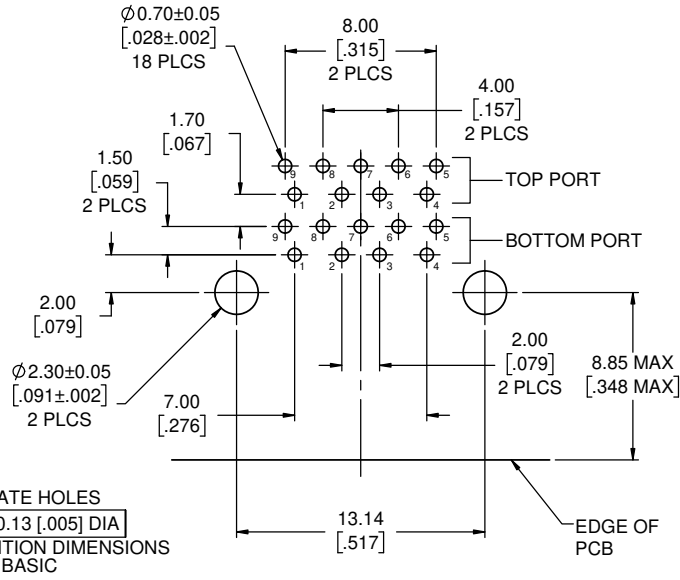 Ø0.70±0.05
[.028±.002]
18 PLCS
8.00
[.315]
2 PLCS
4.00
[.157]
2 PLCS
1.70
[.067]
1.50
[.059]
2 PLCS
9 8 7 6 5
TOP PORT
1 2 3 4
9 8 7 6 5
BOTTOM PORT
1 2 3 4
2.00
[.079]
Ø2.30±0.05
[.091±.002]
2 PLCS
7.00
[.276]
2.00
[.079]
2 PLCS
8.85 MAX
[.348 MAX]
ATE HOLES
0.13 [.005] DIA
ITION DIMENSIONS
BASIC
13.14
[.517]
EDGE OF
PCB